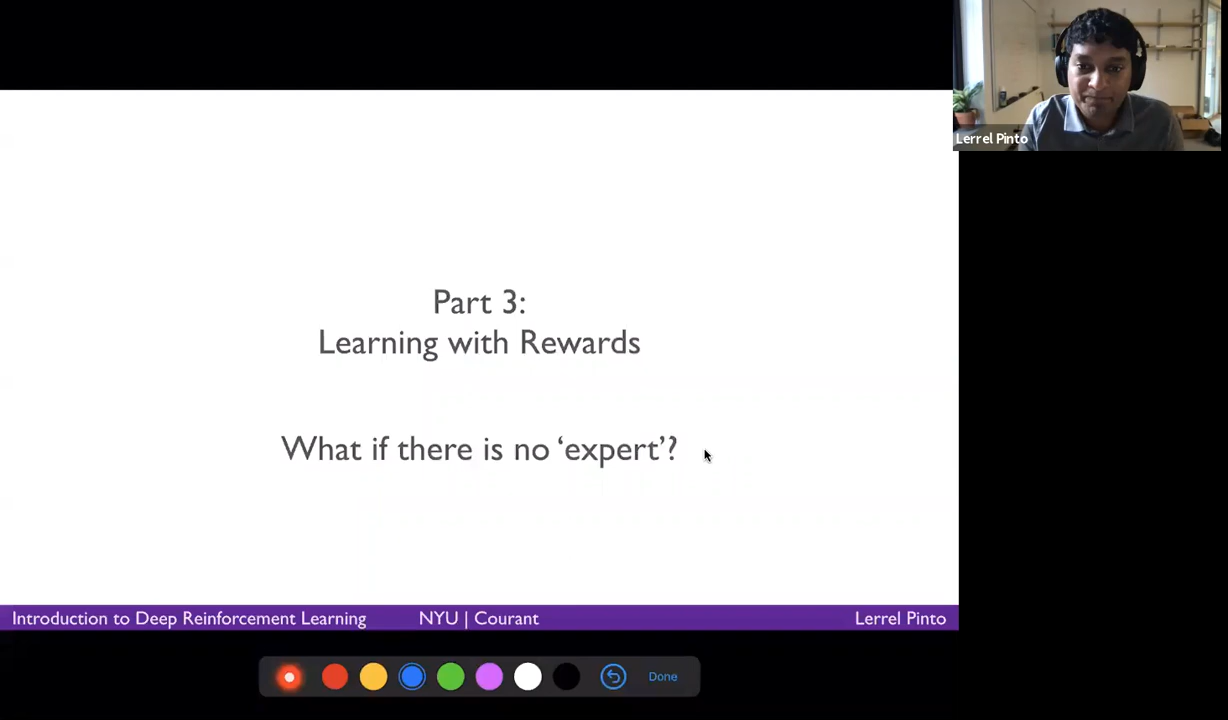 Lerrel Pinto
Part 3:
Learning with Rewards
What if there is no ‘expert’?
Introduction to Deep Reinforcement Learning NYU | Courant Lerrel Pinto
Done